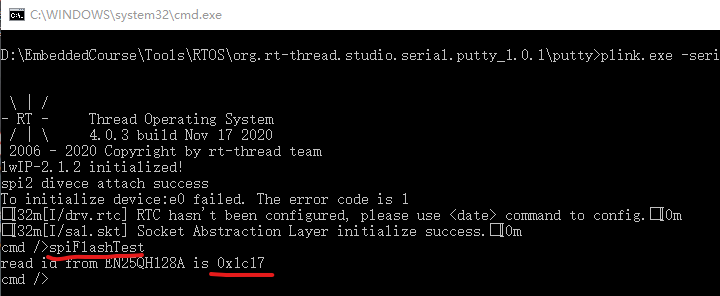 C:\WINDOWS\system32\cmd.exe
D:\EmbeddedCourse\Tools\RTOS\org.rt-thread.studio.serial.putty_1.0.1\putty>plink.exe -seri
\ | /
- RT -     Thread Operating System
/ | \     4.0.3 build Nov 17 2020
2006 - 2020 Copyright by rt-thread team
lwIP-2.1.2 initialized!
spi2 divece attach success
To initialize device:e0 failed. The error code is 1
[32m[I/drv.rtc] RTC hasn't been configured, please use <date> command to config.[0m
[32m[I/sal.skt] Socket Abstraction Layer initialize success.[0m
cmd />spiFlashTest
read id from EN25QH128A is 0x1c17
cmd />